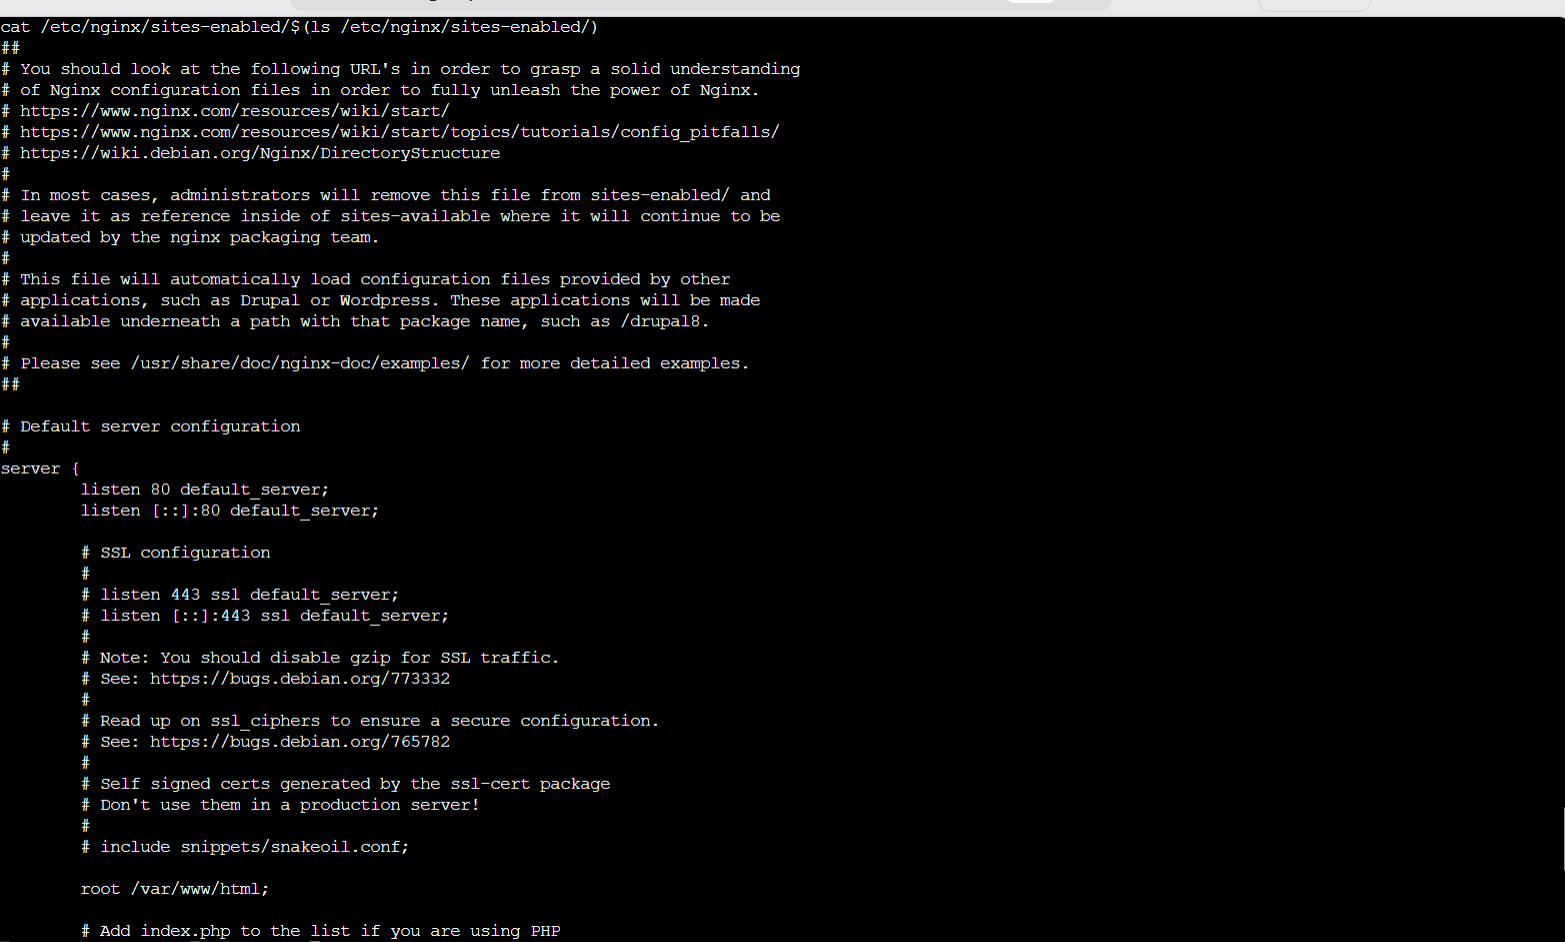 cat /etc/nginx/sites-enabled/$(ls /etc/nginx/sites-enabled/)
##
# You should look at the following URL's in order to grasp a solid understanding
# of Nginx configuration files in order to fully unleash the power of Nginx.
# https://www.nginx.com/resources/wiki/start/
# https://www.nginx.com/resources/wiki/start/topics/tutorials/config_pitfalls/
# https://wiki.debian.org/Nginx/DirectoryStructure
#
# In most cases, administrators will remove this file from sites-enabled/ and
# leave it as reference inside of sites-available where it will continue to be
# updated by the nginx packaging team.
#
# This file will automatically load configuration files provided by other
# applications, such as Drupal or Wordpress. These applications will be made
# available underneath a path with that package name, such as /drupal8.
#
# Please see /usr/share/doc/nginx-doc/examples/ for more detailed examples.
##

# Default server configuration
#
server {
        listen 80 default_server;
        listen [::]:80 default_server;

        # SSL configuration
        #
        # listen 443 ssl default_server;
        # listen [::]:443 ssl default_server;
        #
        # Note: You should disable gzip for SSL traffic.
        # See: https://bugs.debian.org/773332
        #
        # Read up on ssl_ciphers to ensure a secure configuration.
        # See: https://bugs.debian.org/765782
        #
        # Self signed certs generated by the ssl-cert package
        # Don't use them in a production server!
        #
        # include snippets/snakeoil.conf;

        root /var/www/html;

        # Add index.php to the list if you are using PHP